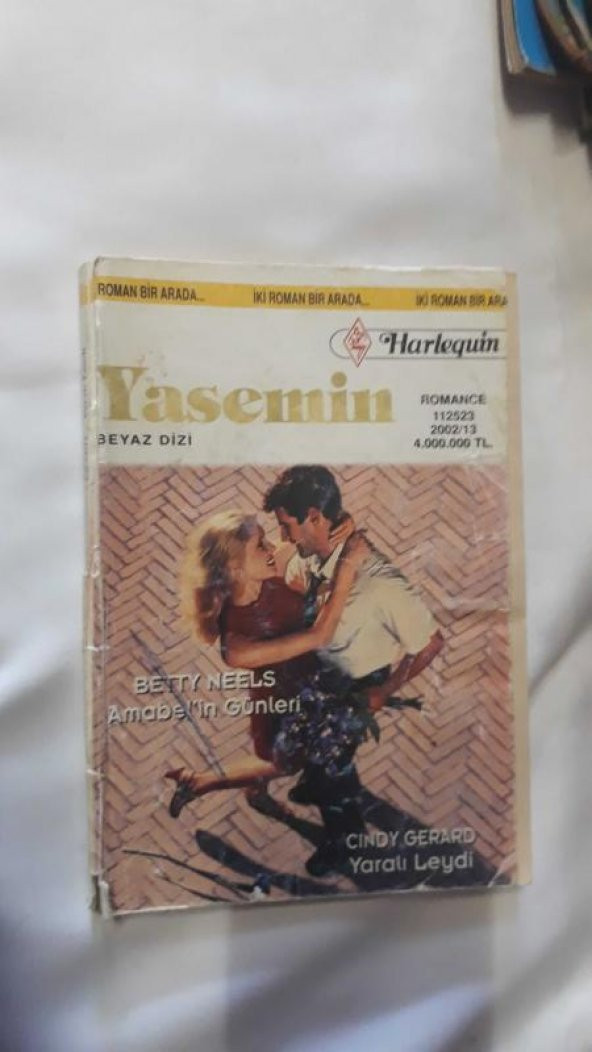 ROMAN BİR ARADA... İKİ ROMAN BİR ARADA... İKİ ROMAN BİR ARA
Harlequin
Yasemin
BEYAZ DİZİ
ROMANCE
112523
2002/13
4.000.000 TL.
BETTY NEELS
Amabel''in Günleri
CINDY GERARD
Yaralı Leydi